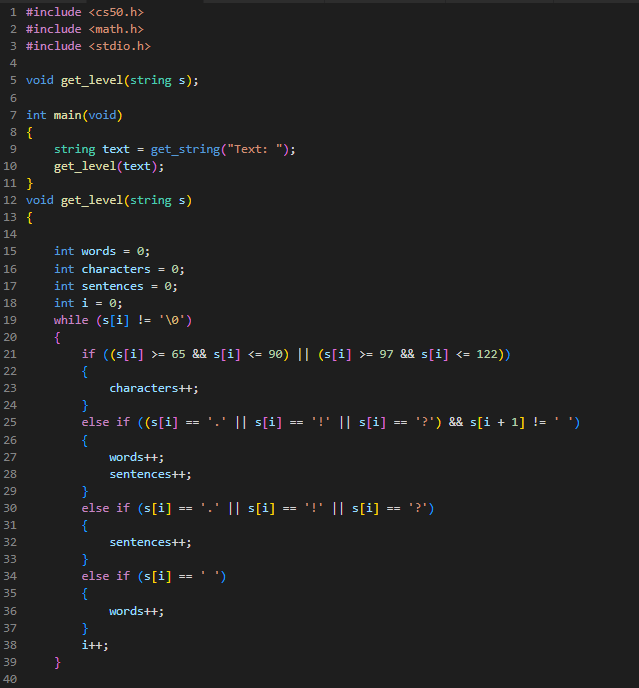 1 #include <cs50.h>
2 #include <math.h>
3 #include <stdio.h>
4
5 void get_level(string s);
6
7 int main(void)
8 {
9     string text = get_string("Text: ");
10     get_level(text);
11 }
12 void get_level(string s)
13 {
14
15     int words = 0;
16     int characters = 0;
17     int sentences = 0;
18     int i = 0;
19     while (s[i] != '\0')
20     {
21         if ((s[i] >= 65 && s[i] <= 90) || (s[i] >= 97 && s[i] <= 122))
22         {
23             characters++;
24         }
25         else if ((s[i] == '.' || s[i] == '!' || s[i] == '?') && s[i + 1] != ' ')
26         {
27             words++;
28             sentences++;
29         }
30         else if (s[i] == '.' || s[i] == '!' || s[i] == '?')
31         {
32             sentences++;
33         }
34         else if (s[i] == ' ')
35         {
36             words++;
37         }
38         i++;
39     }
40